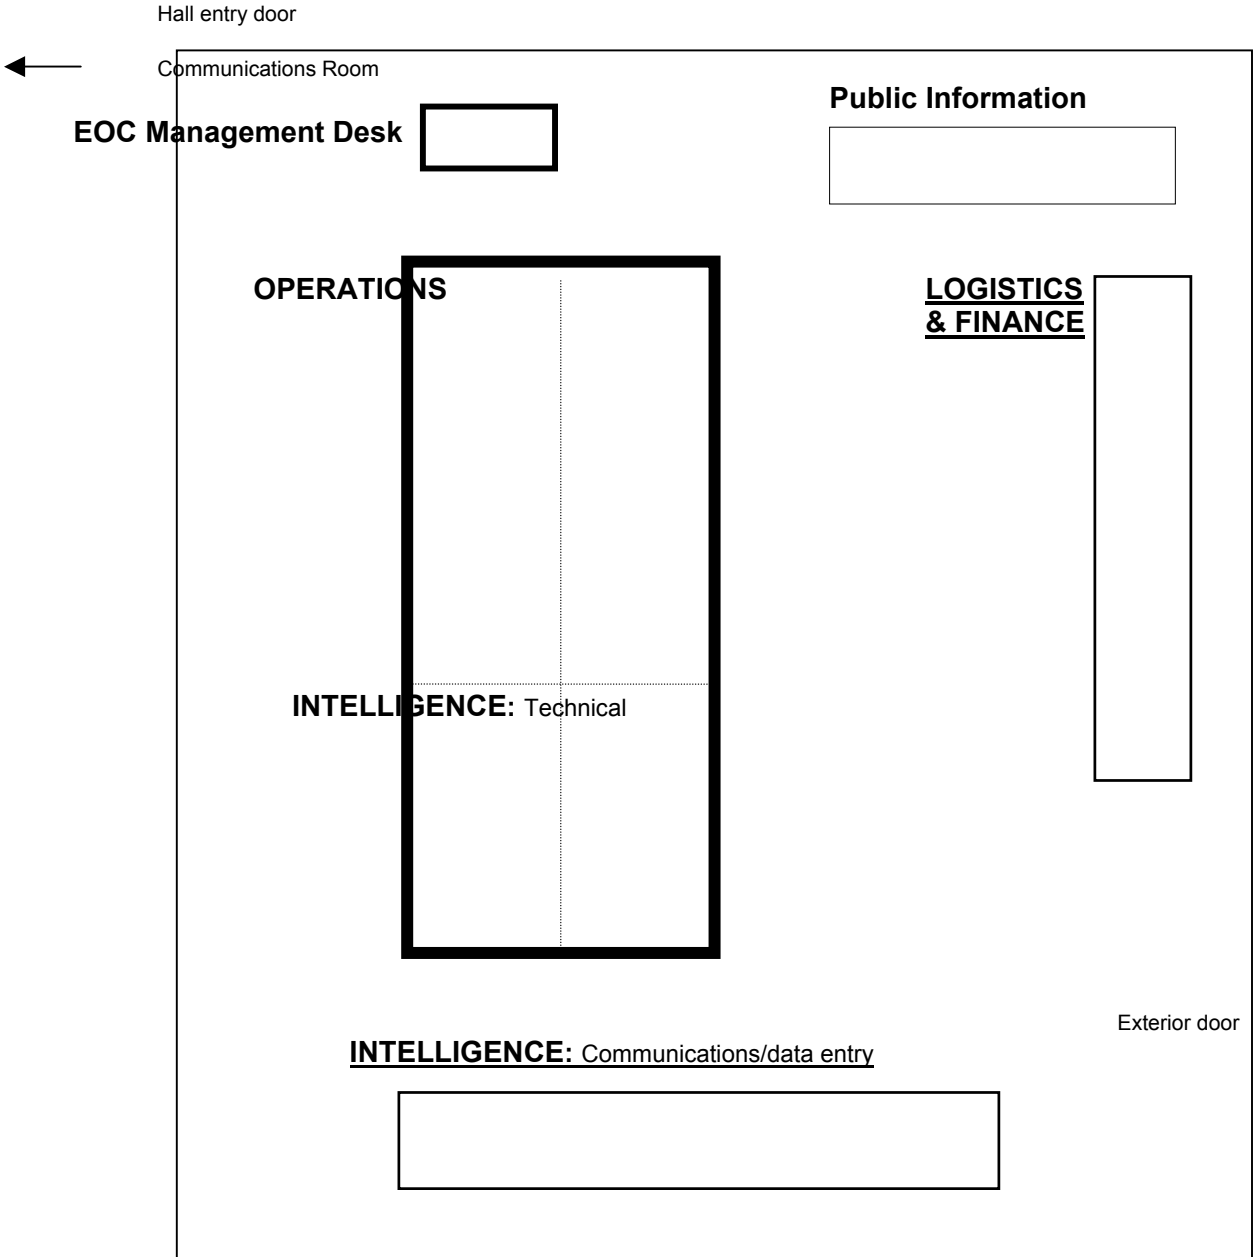 Hall entry door
Communications Room
Public Information
EOC Management Desk
OPERATIONS
LOGISTICS
& FINANCE
INTELLIGENCE: Technical
Exterior door
INTELLIGENCE: Communications/data entry